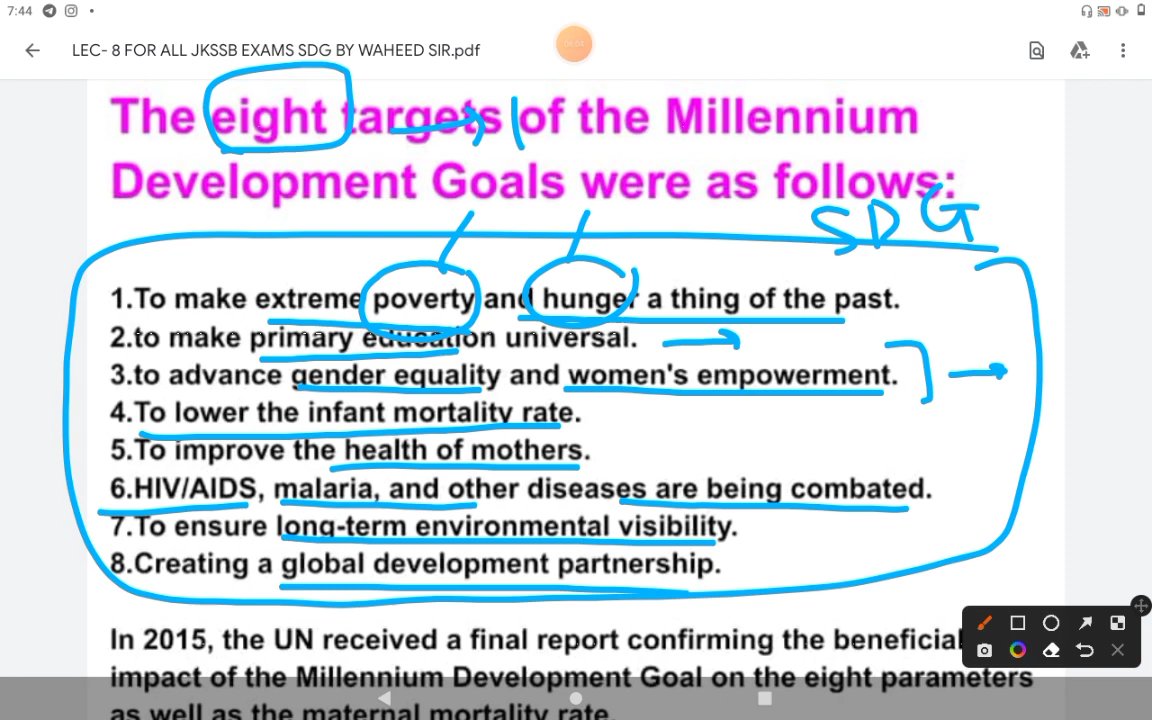 7:44
LEC- 8 FOR ALL JKSSB EXAMS SDG BY WAHEED SIR.pdf
The eight targets of the Millennium
Development Goals were as follows:
SDG
1.To make extreme poverty and hunger a thing of the past.
2.to make primary education universal.
3.to advance gender equality and women's empowerment.
4.To lower the infant mortality rate.
5.To improve the health of mothers.
6.HIV/AIDS, malaria, and other diseases are being combated.
7.To ensure long-term environmental visibility.
8.Creating a global development partnership.
In 2015, the UN received a final report confirming the beneficial
impact of the Millennium Development Goal on the eight parameters
as well as the maternal mortality rate.